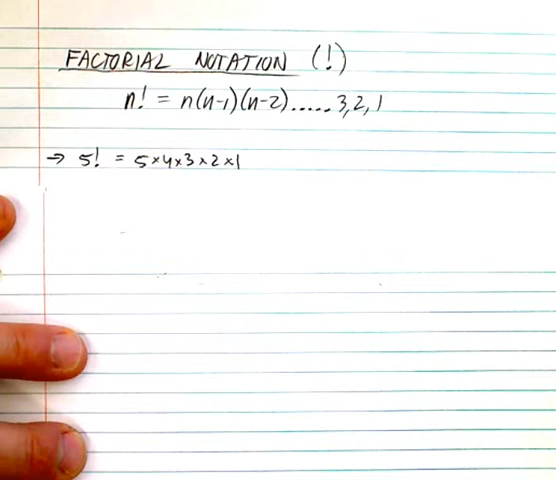 FACTORIAL NOTATION (!)
n! = n(n-1)(n-2)..... 3,2,1
→ 5! = 5×4×3×2×1